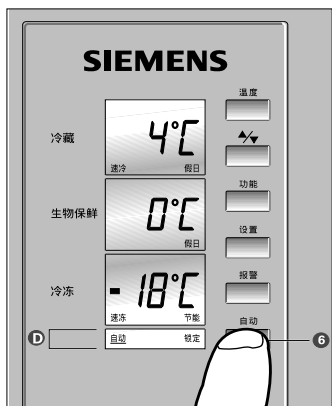 SIEMENS
温度
冷藏
4°C
速冷 假日
功能
生物保鲜
0°C
假日
设置
报警
冷冻
-18°C
速冻 节能
自动
D
自动 锁定
6